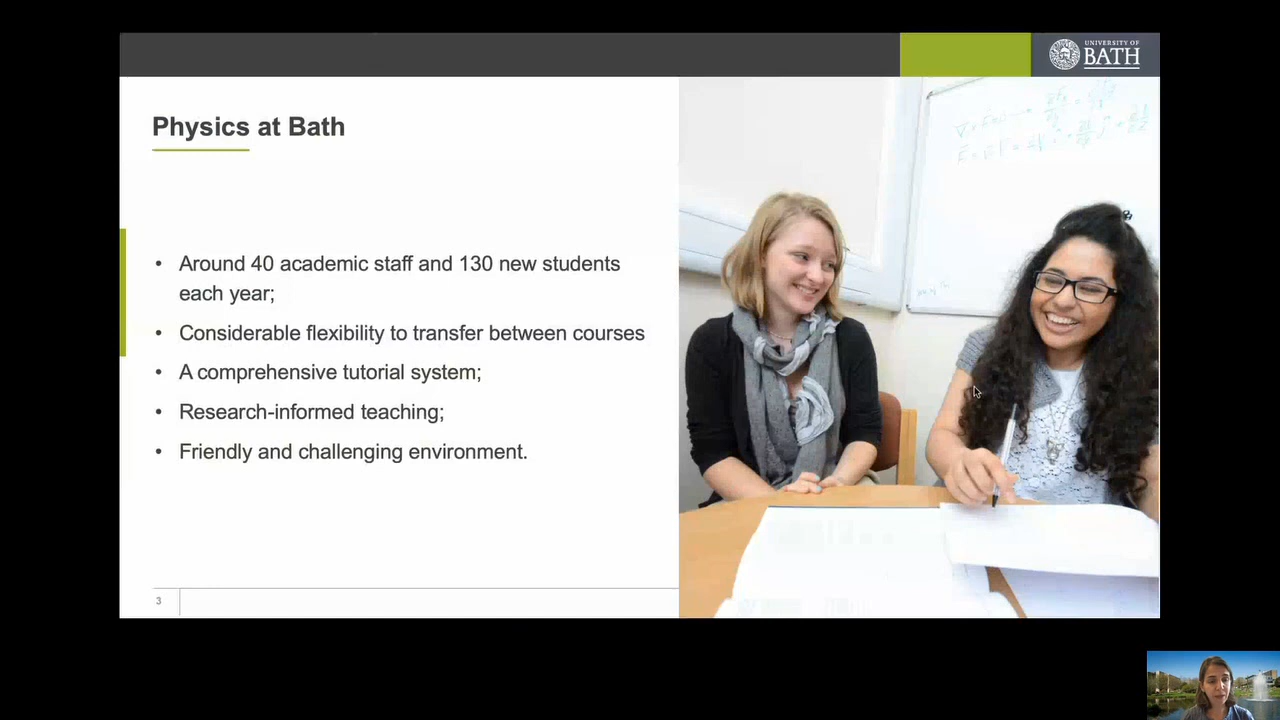 UNIVERSITY OF
BATH
Physics at Bath
• Around 40 academic staff and 130 new students
each year;
• Considerable flexibility to transfer between courses
• A comprehensive tutorial system;
• Research-informed teaching;
• Friendly and challenging environment.
3